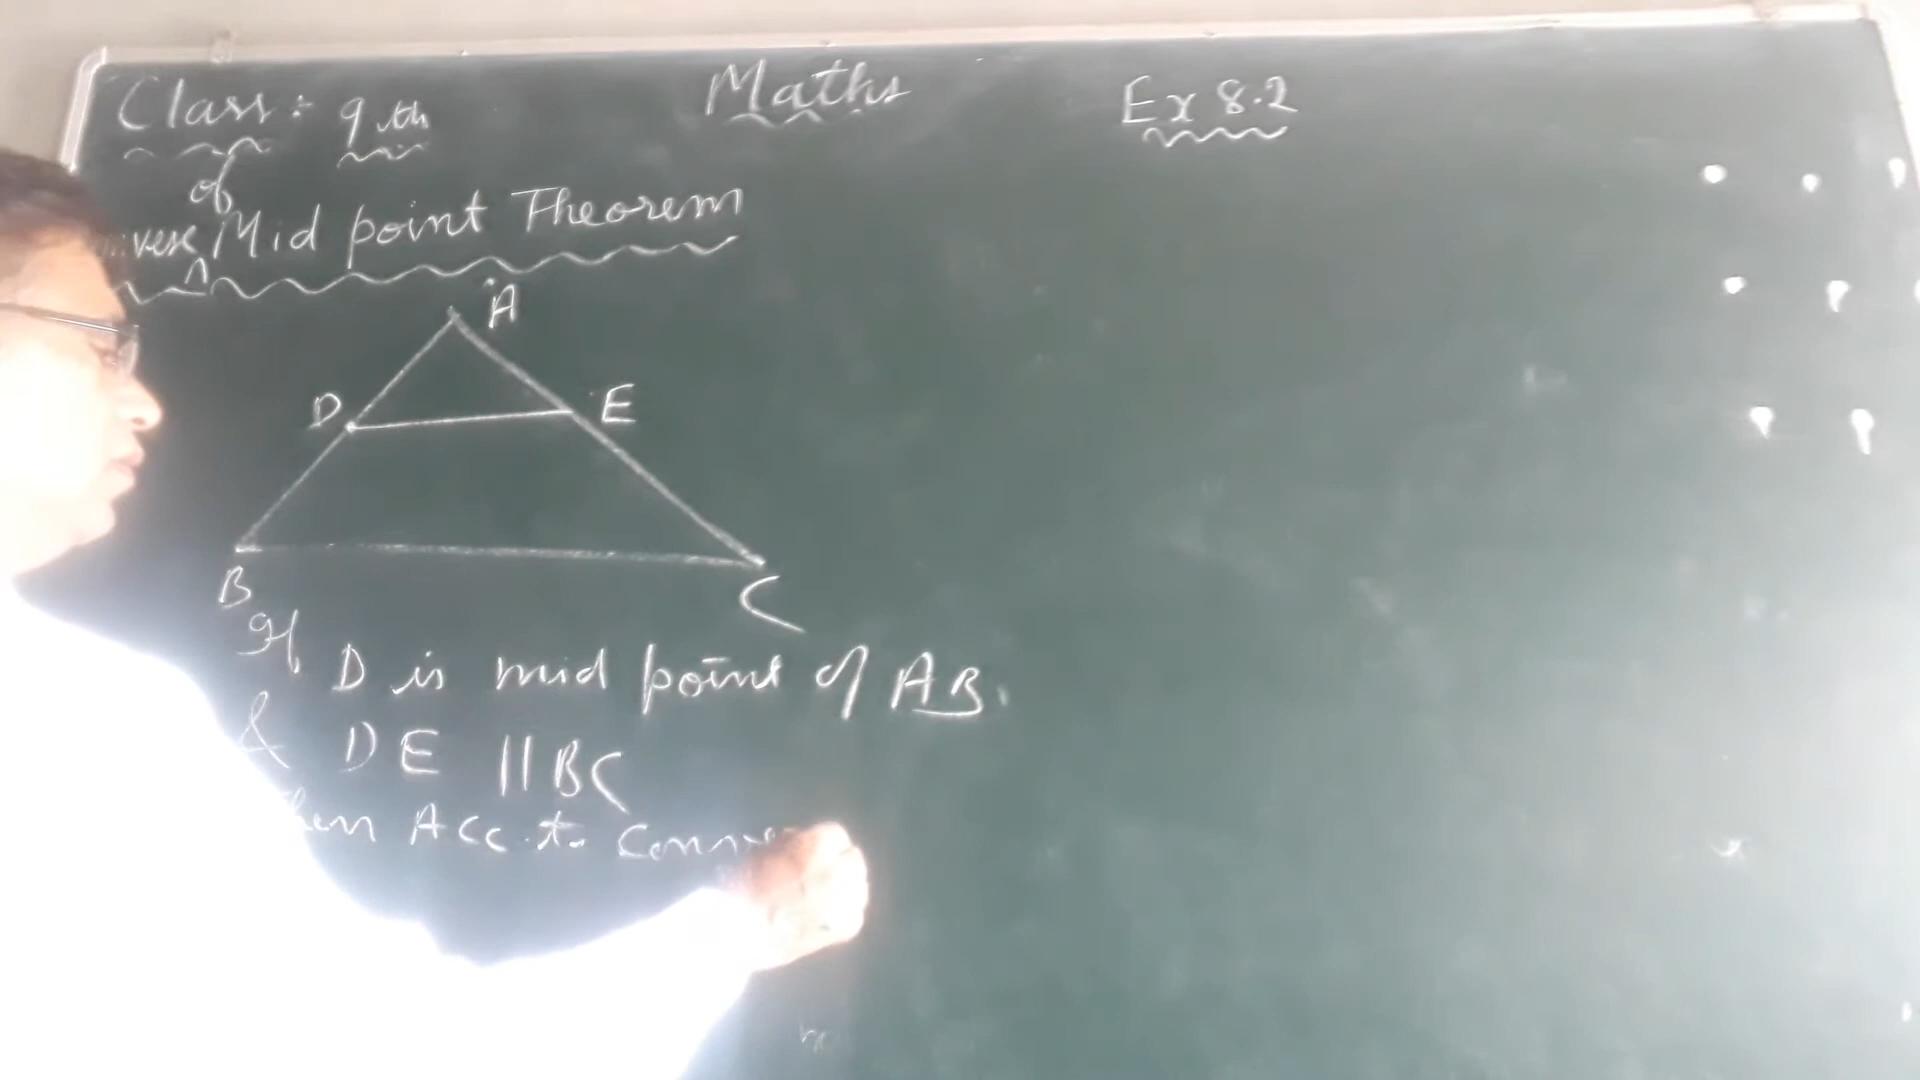 Class: 9th
Maths
Ex 8.2
of
Mid point Theorem
A
D
E
B
C
If D is mid point of AB.
& DE || BC
Acc. to